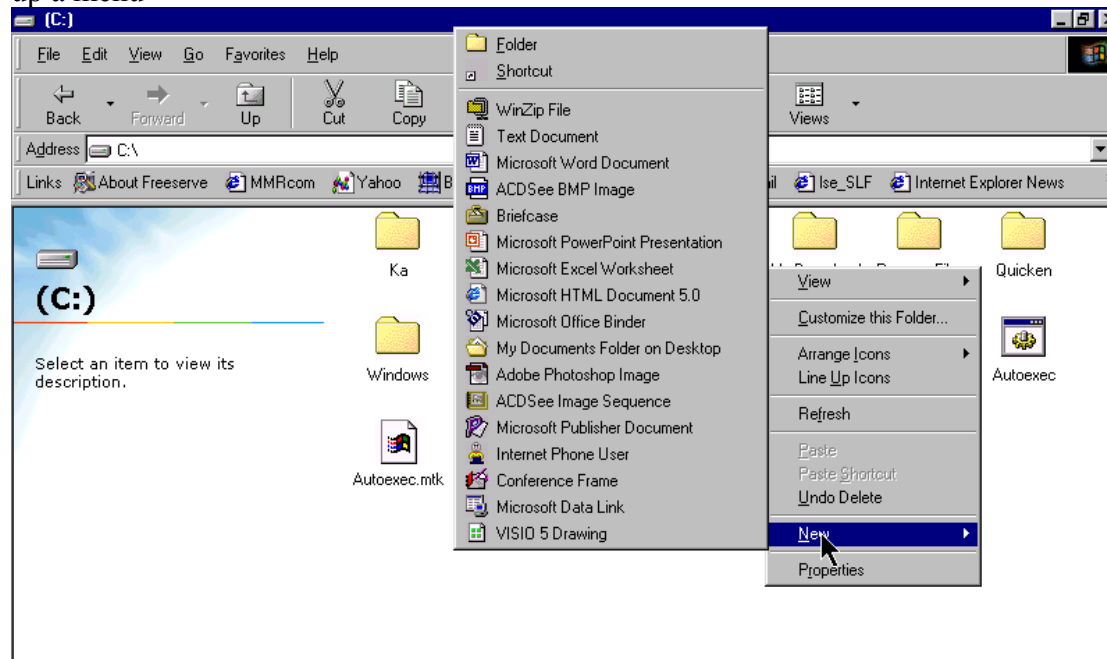 up a menu
(C:)
File Edit View Go Favorites Help
Back Forward Up Cut Copy Views
Address C:\
Links About Freeserve MMRcom Yahoo Ise_SLF Internet Explorer News
(C:)
Select an item to view its
description.
Ka
Quicken
Windows
Autoexec
Autoexec.mtk
Folder
Shortcut
WinZip File
Text Document
Microsoft Word Document
ACDSee BMP Image
Briefcase
Microsoft PowerPoint Presentation
Microsoft Excel Worksheet
Microsoft HTML Document 5.0
Microsoft Office Binder
My Documents Folder on Desktop
Adobe Photoshop Image
ACDSee Image Sequence
Microsoft Publisher Document
Internet Phone User
Conference Frame
Microsoft Data Link
VISIO 5 Drawing
View
Customize this Folder...
Arrange Icons
Line Up Icons
Refresh
Paste
Paste Shortcut
Undo Delete
New
Properties